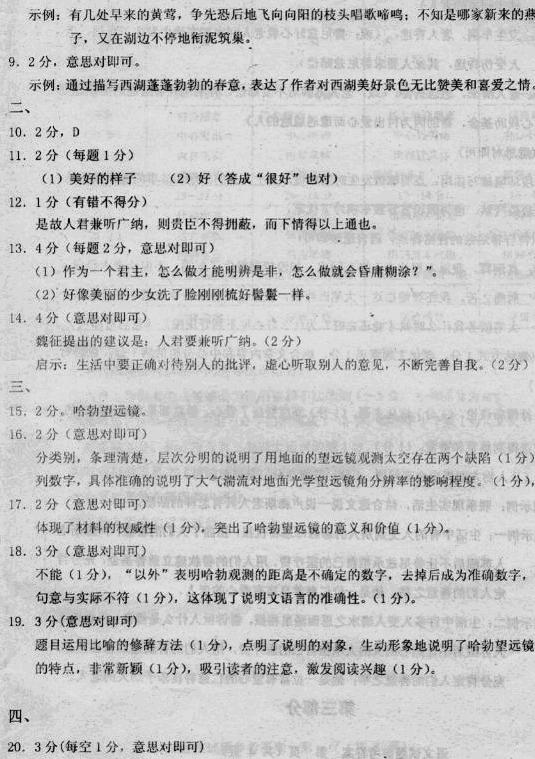 示例：有几处早来的黄莺，争先恐后地飞向向阳的枝头唱歌啼鸣；不知是哪家新来的燕
子，又在湖边不停地衔泥筑巢。
9．2分，意思对即可。
示例：通过描写西湖蓬蓬勃勃的春意，表达了作者对西湖美好景色无比赞美和喜爱之情。
二、
10．2分，D
11．2分（每题1分）
（1）美好的样子 （2）好（答成“很好”也对）
12．1分（有错不得分）
是故人君兼听广纳，则贵臣不得拥蔽，而下情得以上通也。
13．4分（每题2分，意思对即可）
（1）作为一个君主，怎么做才能明辨是非，怎么做就会昏庸糊涂？”。
（2）好像美丽的少女洗了脸刚刚梳好髻鬟一样。
14．4分（意思对即可）
魏征提出的建议是：人君要兼听广纳。（2分）
启示：生活中要正确对待别人的批评，虚心听取别人的意见，不断完善自我。（2分）
三、
15．2分。哈勃望远镜。
16．2分（意思对即可）
分类别，条理清楚，层次分明的说明了用地面的望远镜观测太空存在两个缺陷（1分）
列数字，具体准确的说明了大气湍流对地面光学望远镜角分辨率的影响程度。（1分），
17．2分（意思对即可）
体现了材料的权威性（1分），突出了哈勃望远镜的意义和价值（1分）。
18．3分（意思对即可）
不能（1分），“以外”表明哈勃观测的距离是不确定的数字，去掉后成为准确数字，
句意与实际不符（1分），这体现了说明文语言的准确性。（1分）。
19．3分(意思对即可)
题目运用比喻的修辞方法（1分），点明了说明的对象，生动形象地说明了哈勃望远镜
的特点，非常新颖（1分），吸引读者的注意，激发阅读兴趣（1分）。
四、
20．3分(每空1分，意思对即可)